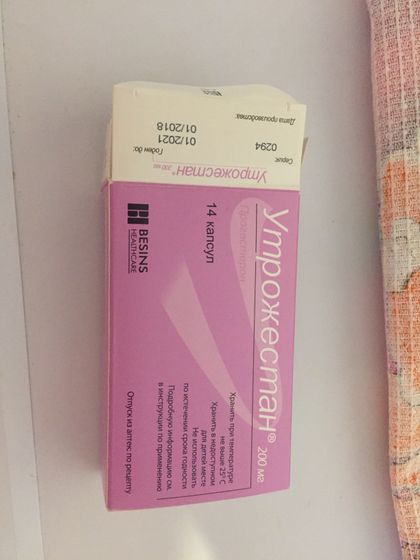 Серия: 0294
Дата производства: 01/2018
Годен до: 01/2021
Утрожестан®
200 мг
Утрожестан® 200 мг
Прогестерон
14 капсул
BESINS
HEALTHCARE
Хранить при температуре
не выше 25°C
Хранить в недоступном
для детей месте
Не использовать
по истечении срока годности
Подробную информацию см.
в инструкции по применению
Отпуск из аптек по рецепту